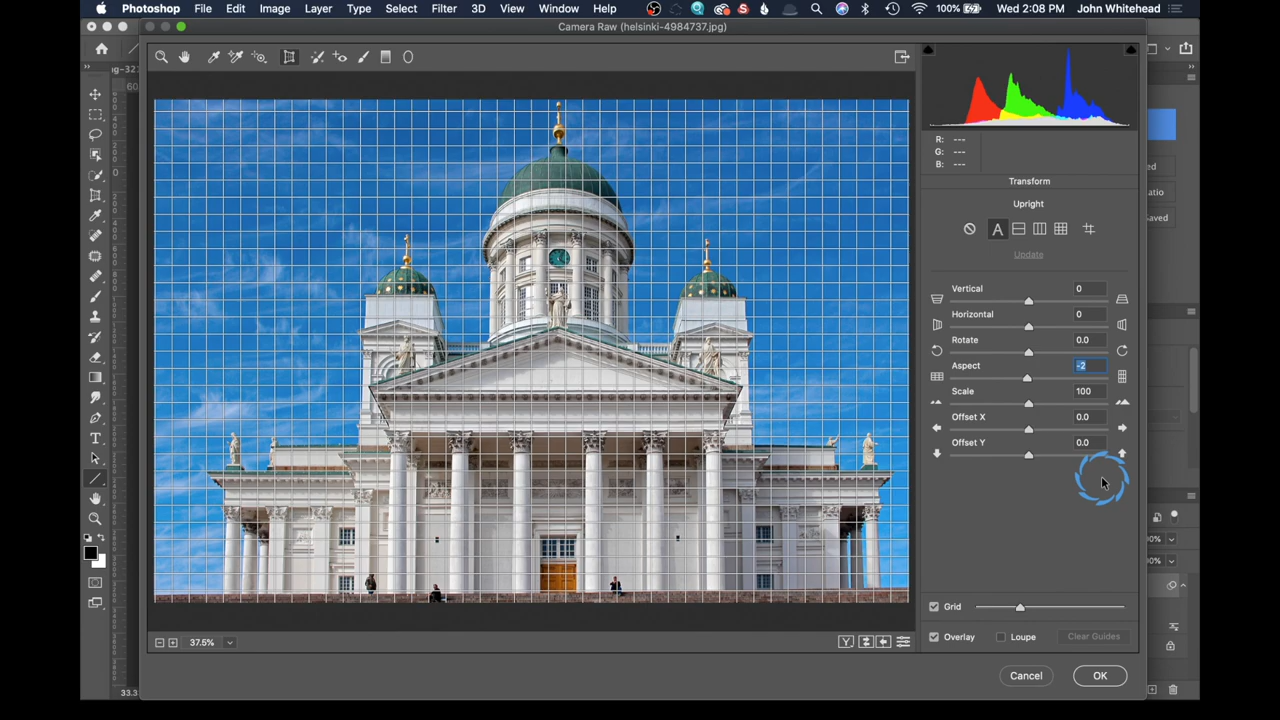 Photoshop File Edit Image Layer Type Select Filter 3D View Window Help 100% Wed 2:08 PM John Whitehead
Camera Raw (helsinki-4984737.jpg)
R: ---
G: ---
B: ---
Transform
Upright
A
Update
Vertical 0
Horizontal 0
Rotate 0.0
Aspect -2
Scale 100
Offset X 0.0
Offset Y 0.0
Grid
Overlay Loupe Clear Guides
37.5% Y
Cancel OK
33.3